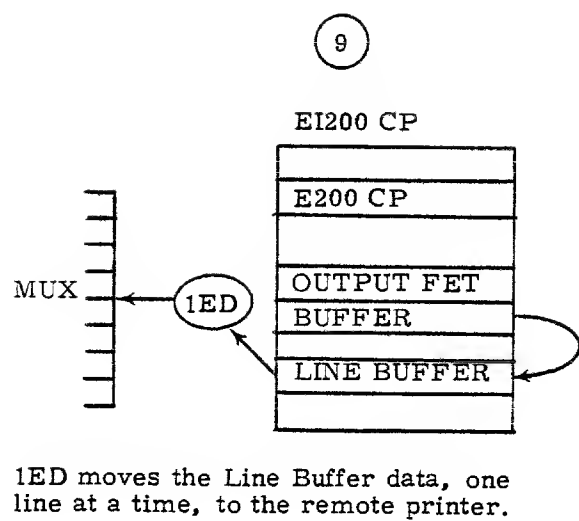 9
EI200 CP
E200 CP
OUTPUT FET
MUX
1ED
BUFFER
LINE BUFFER
1ED moves the Line Buffer data, one
line at a time, to the remote printer.